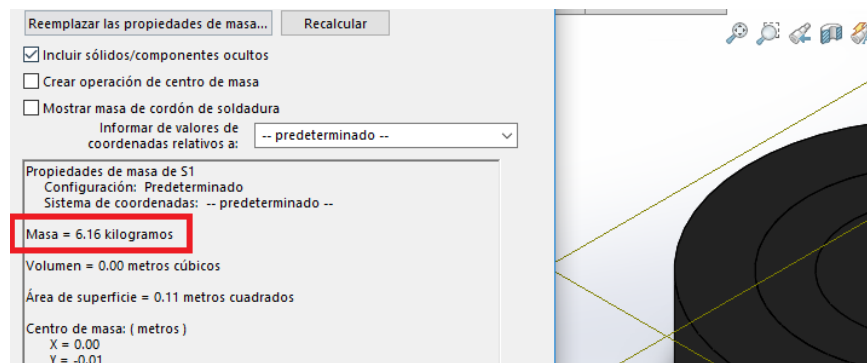 Reemplazar las propiedades de masa...
Recalcular
Incluir sólidos/componentes ocultos
Crear operación de centro de masa
Mostrar masa de cordón de soldadura
Informar de valores de
coordenadas relativos a:
-- predeterminado --
Propiedades de masa de S1
Configuración: Predeterminado
Sistema de coordenadas: -- predeterminado --
Masa = 6.16 kilogramos
Volumen = 0.00 metros cúbicos
Área de superficie = 0.11 metros cuadrados
Centro de masa: ( metros )
X = 0.00
Y = -0.01